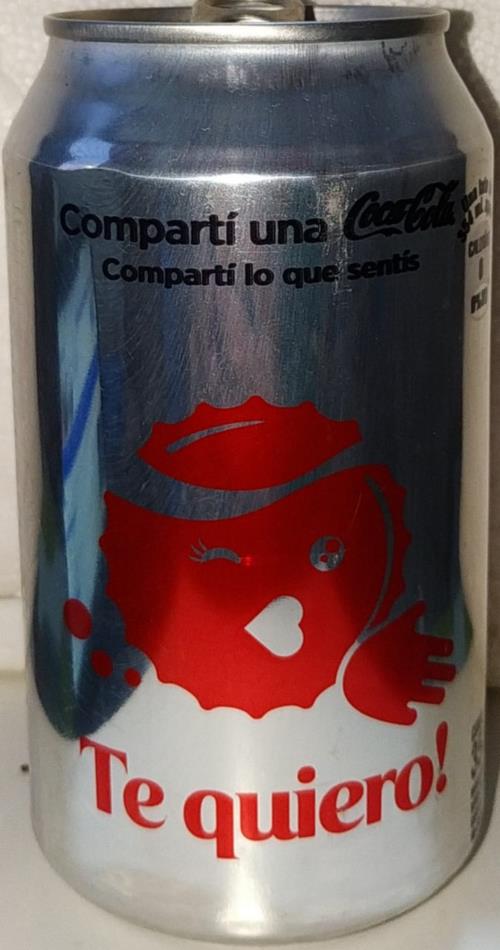 Compartí una Coca-Cola
Compartí lo que sentís
Te quiero!